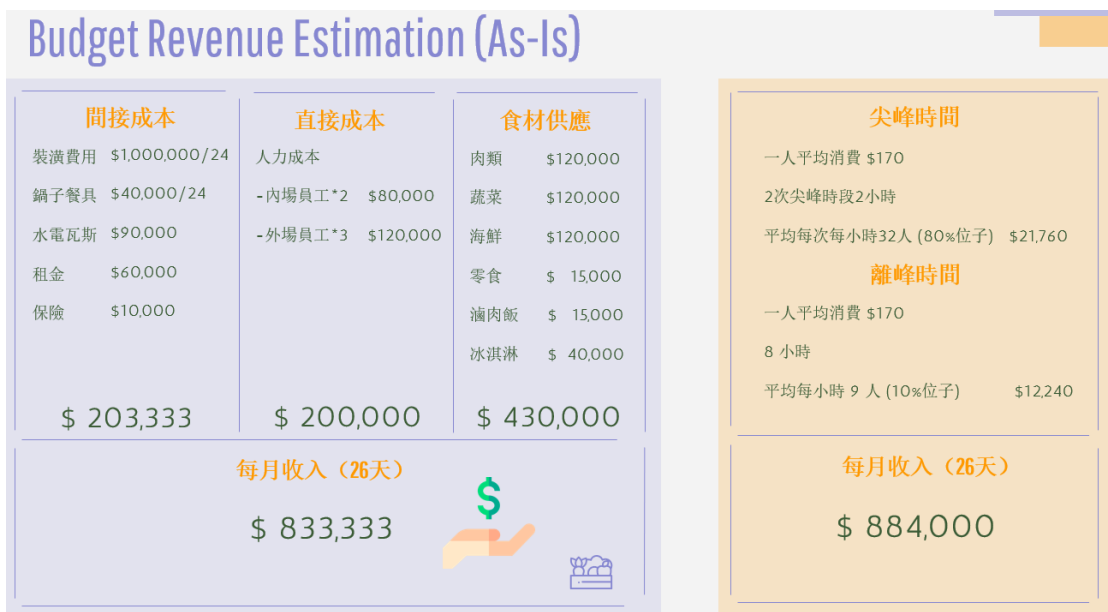 Budget Revenue Estimation (As-Is)
間接成本
裝潢費用 $1,000,000/24
鍋子餐具 $40,000/24
水電瓦斯 $90,000
租金 $60,000
保險 $10,000
$ 203,333
直接成本
人力成本
-內場員工*2 $80,000
-外場員工*3 $120,000
$ 200,000
食材供應
肉類 $120,000
蔬菜 $120,000
海鮮 $120,000
零食 $ 15,000
滷肉飯 $ 15,000
冰淇淋 $ 40,000
$ 430,000
每月收入（26天）
$ 833,333
$
尖峰時間
一人平均消費 $170
2次尖峰時段2小時
平均每次每小時32人 (80%位子) $21,760
離峰時間
一人平均消費 $170
8 小時
平均每小時 9 人 (10%位子) $12,240
每月收入（26天）
$ 884,000